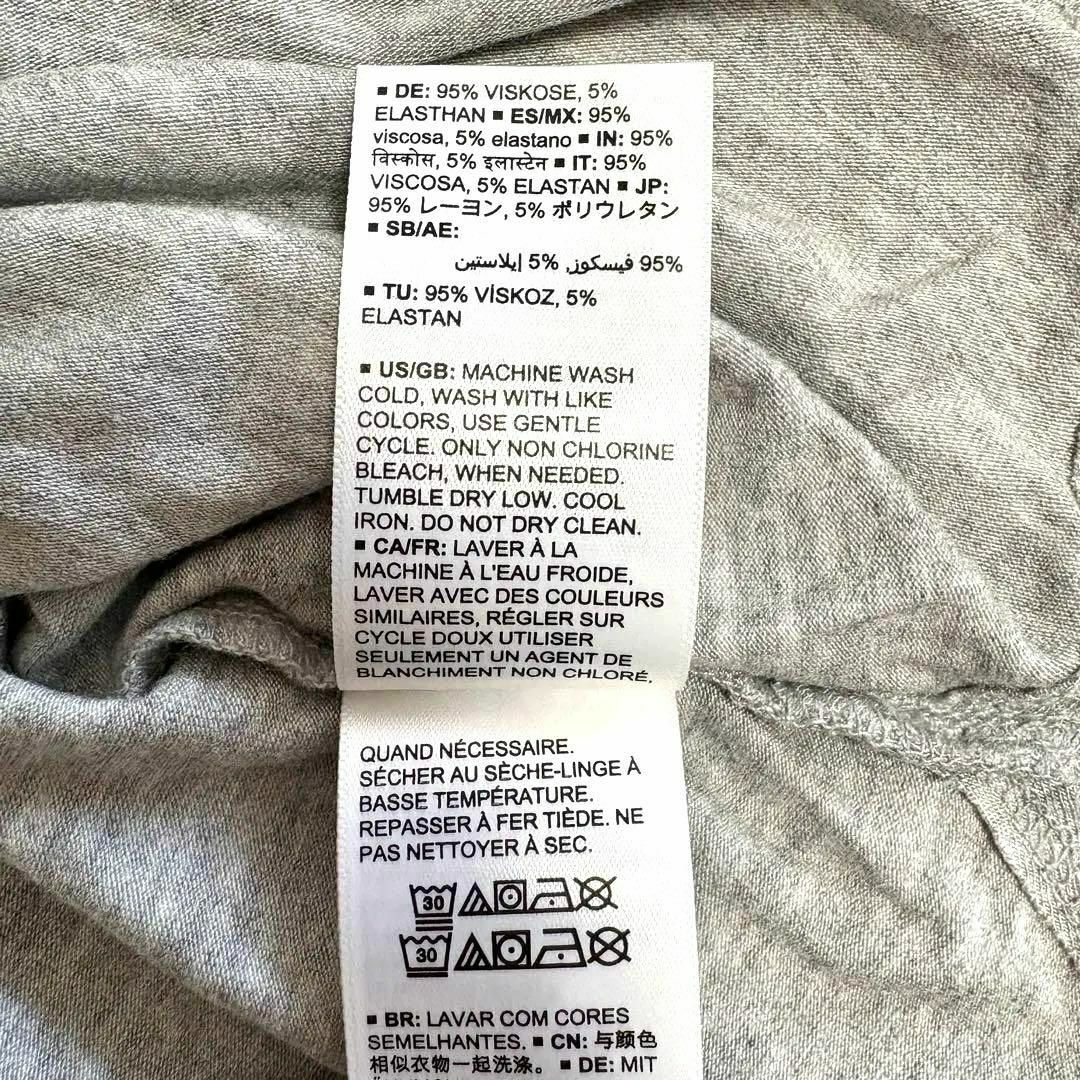 ▪ DE: 95% VISKOSE, 5%
ELASTHAN ▪ ES/MX: 95%
viscosa, 5% elastano ▪ IN: 95%
विस्कोस, 5% इलास्टेन ▪ IT: 95%
VISCOSA, 5% ELASTAN ▪ JP:
95% レーヨン, 5% ポリウレタン
▪ SB/AE:
95% فيسكوز, 5% إيلاستين
▪ TU: 95% VİSKOZ, 5%
ELASTAN
▪ US/GB: MACHINE WASH
COLD, WASH WITH LIKE
COLORS, USE GENTLE
CYCLE. ONLY NON CHLORINE
BLEACH, WHEN NEEDED.
TUMBLE DRY LOW. COOL
IRON. DO NOT DRY CLEAN.
▪ CA/FR: LAVER À LA
MACHINE À L'EAU FROIDE,
LAVER AVEC DES COULEURS
SIMILAIRES, RÉGLER SUR
CYCLE DOUX UTILISER
SEULEMENT UN AGENT DE
BLANCHIMENT NON CHLORÉ,
QUAND NÉCESSAIRE.
SÉCHER AU SÈCHE-LINGE À
BASSE TEMPÉRATURE.
REPASSER À FER TIÈDE. NE
PAS NETTOYER À SEC.
30
30
▪ BR: LAVAR COM CORES
SEMELHANTES. ▪ CN: 与颜色
相似衣物一起洗涤。 ▪ DE: MIT